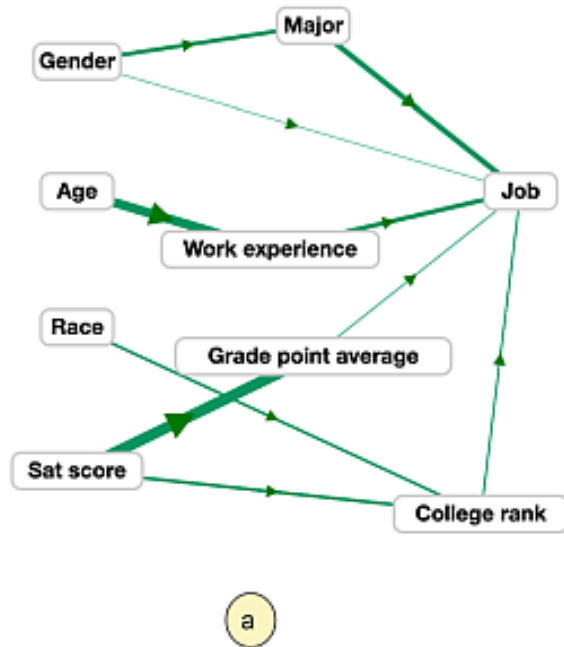 Major
Gender
Age
Job
Work experience
Race
Grade point average
Sat score
College rank
a